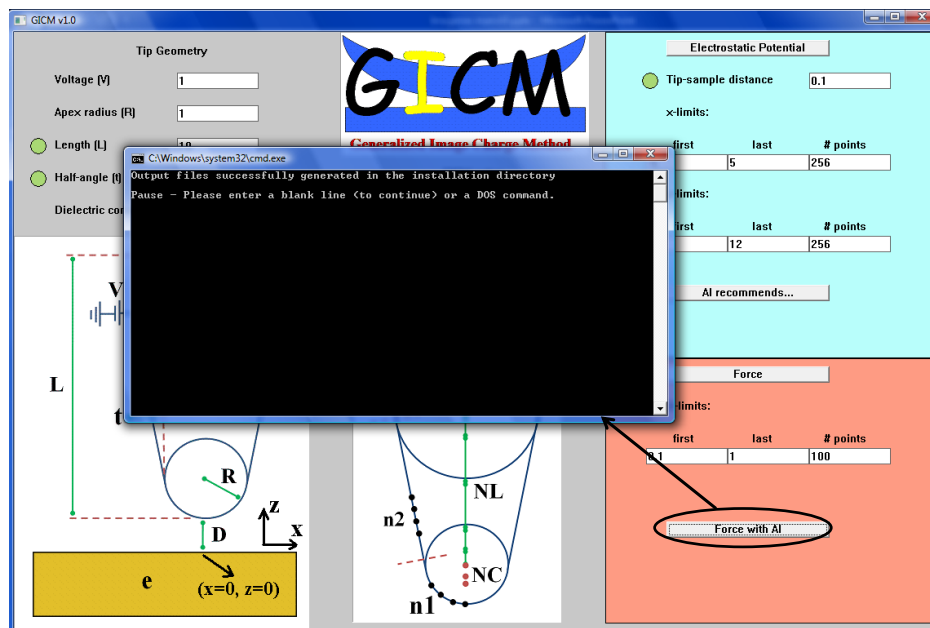 GICM v1.0
Tip Geometry
Voltage (V) 1
Apex radius (R) 1
Length (L) 10
Half-angle (t)
Dielectric
GICM
Generalized Image Charge Method
Electrostatic Potential
Tip-sample distance 0.1
x-limits:
first last # points
5 256
limits:
first last # points
12 256
AI recommends...
C:\Windows\system32\cmd.exe
Output files successfully generated in the installation directory
Pause - Please enter a blank line (to continue) or a DOS command.
Force
limits:
first last # points
0.1 1 100
Force with AI
V
L
t
R
D
z
x
e
(x=0, z=0)
NL
n2
NC
n1